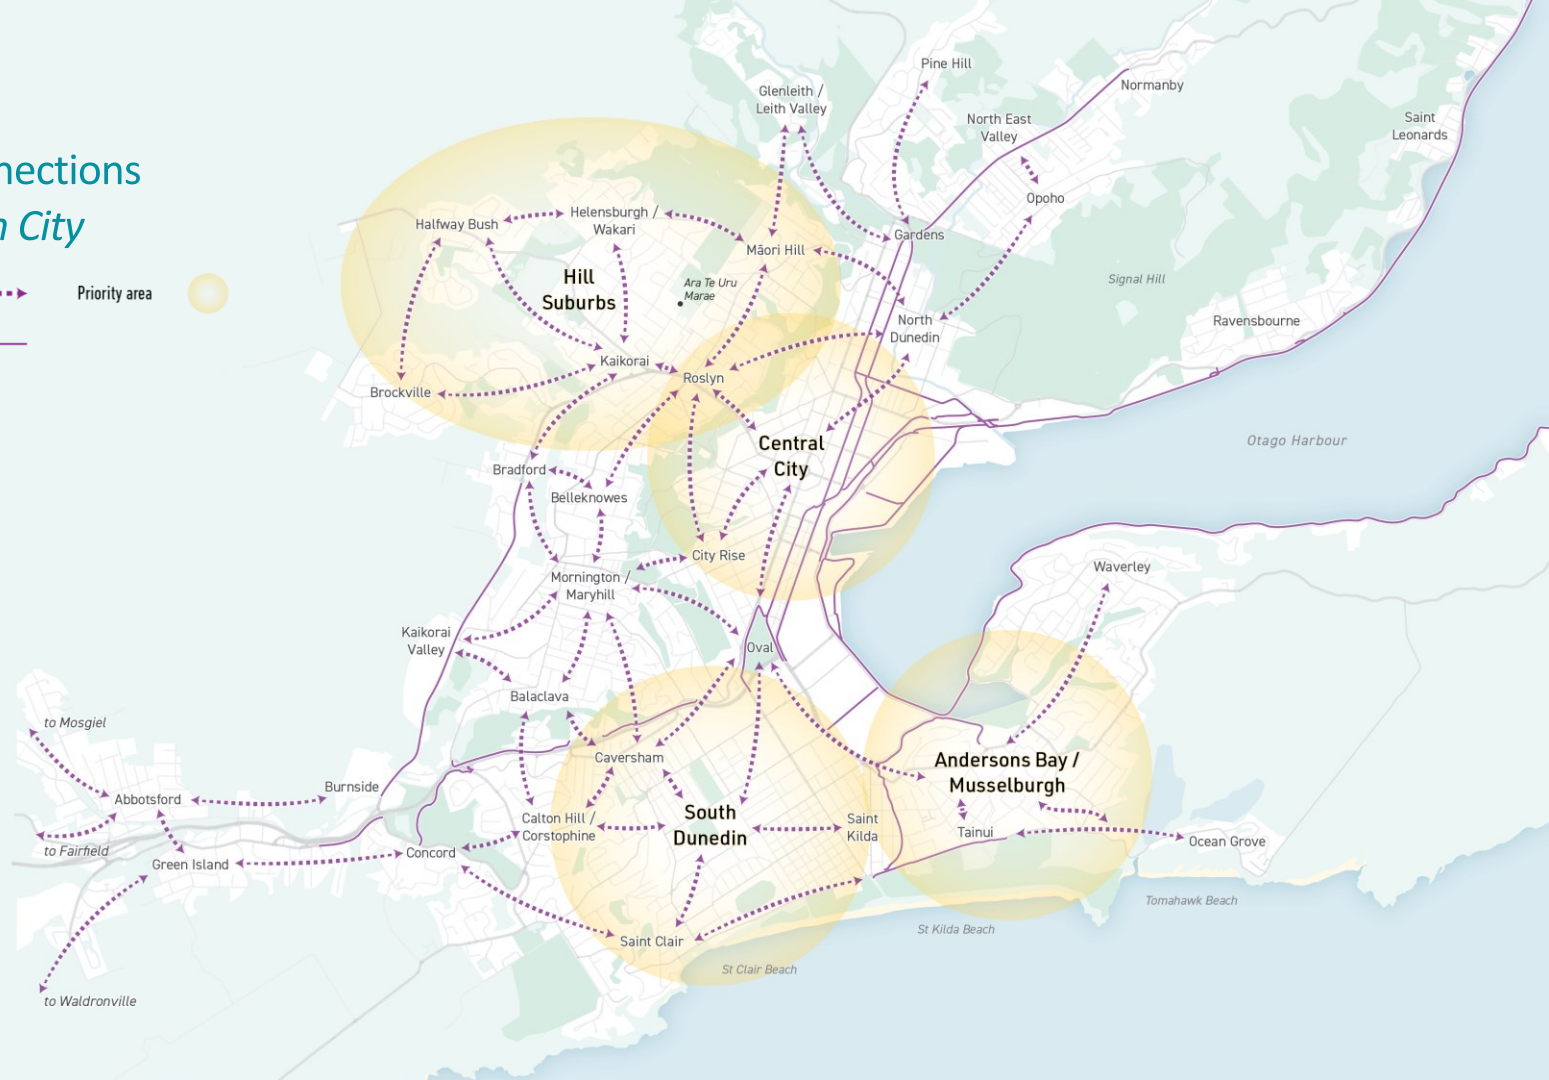 nnections
n City
Priority area
Pine Hill
Normanby
Glenleith /
Leith Valley
North East
Valley
Saint
Leonards
Opoho
Halfway Bush
Helensburgh /
Wakari
Gardens
Māori Hill
Hill
Suburbs
Ara Te Uru
Marae
Signal Hill
North
Dunedin
Ravensbourne
Kaikorai
Roslyn
Brockville
Central
City
Otago Harbour
Bradford
Belleknowes
City Rise
Waverley
Mornington /
Maryhill
Kaikorai
Valley
Oval
Balaclava
to Mosgiel
Caversham
Andersons Bay /
Musselburgh
Burnside
Abbotsford
South
Dunedin
Calton Hill /
Corstophine
Saint
Kilda
Tainui
Ocean Grove
to Fairfield
Green Island
Concord
Tomahawk Beach
St Kilda Beach
Saint Clair
St Clair Beach
to Waldronville